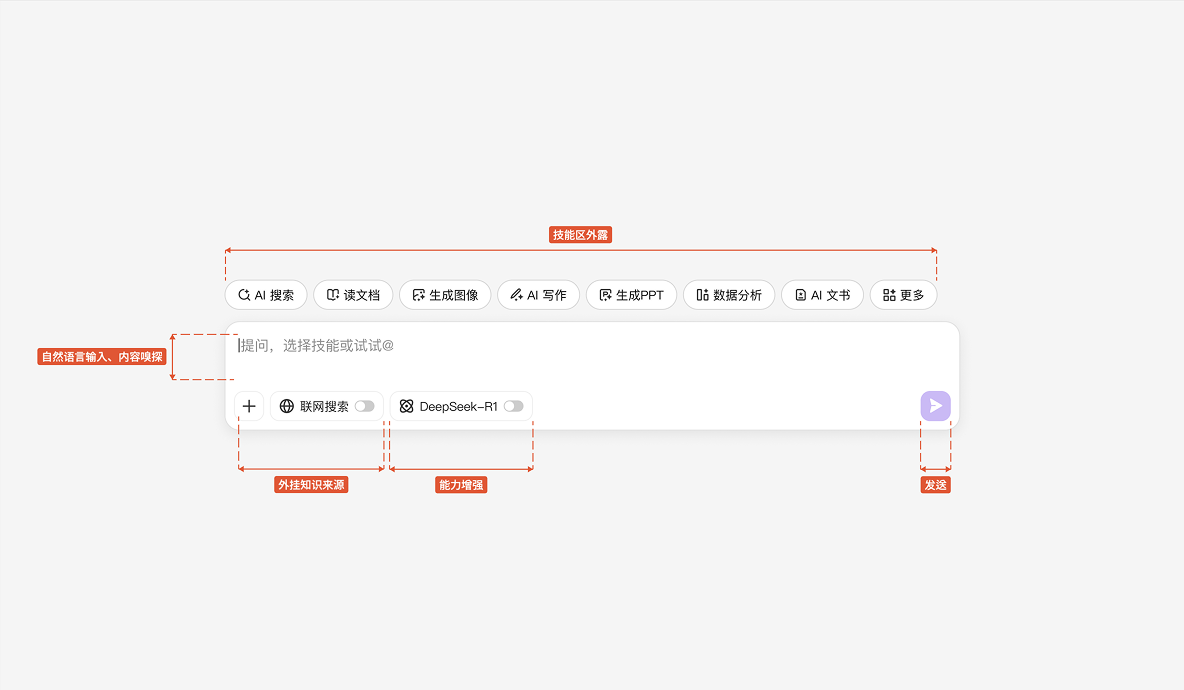 技能区外露
AI 搜索
读文档
生成图像
AI 写作
生成PPT
数据分析
AI 文书
更多
自然语言输入、内容嗅探
提问，选择技能或试试@
联网搜索
DeepSeek-R1
外挂知识来源
能力增强
发送